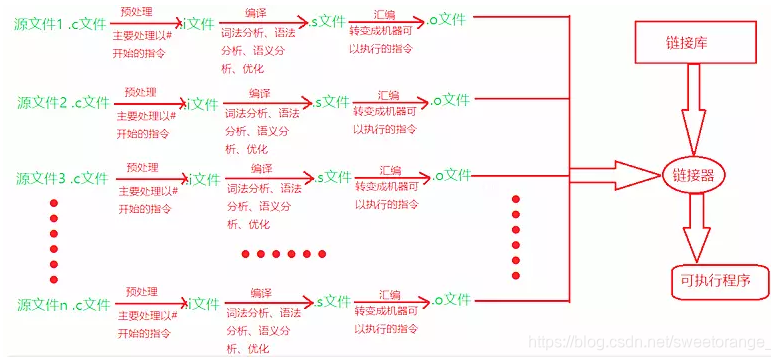 源文件1 .c文件 预处理 .i文件 编译 .s文件 汇编 .o文件
主要处理以#
开始的指令
词法分析、语法
分析、语义分
析、优化
转变成机器可
以执行的指令
源文件2 .c文件 预处理 .i文件 编译 .s文件 汇编 .o文件
主要处理以#
开始的指令
词法分析、语法
分析、语义分
析、优化
转变成机器可
以执行的指令
源文件3 .c文件 预处理 .i文件 编译 .s文件 汇编 .o文件
主要处理以#
开始的指令
词法分析、语法
分析、语义分
析、优化
转变成机器可
以执行的指令
源文件n .c文件 预处理 .i文件 编译 .s文件 汇编 .o文件
主要处理以#
开始的指令
词法分析、语法
分析、语义分
析、优化
转变成机器可
以执行的指令
链接库
链接器
可执行程序
https://blog.csdn.net/sweetorange_